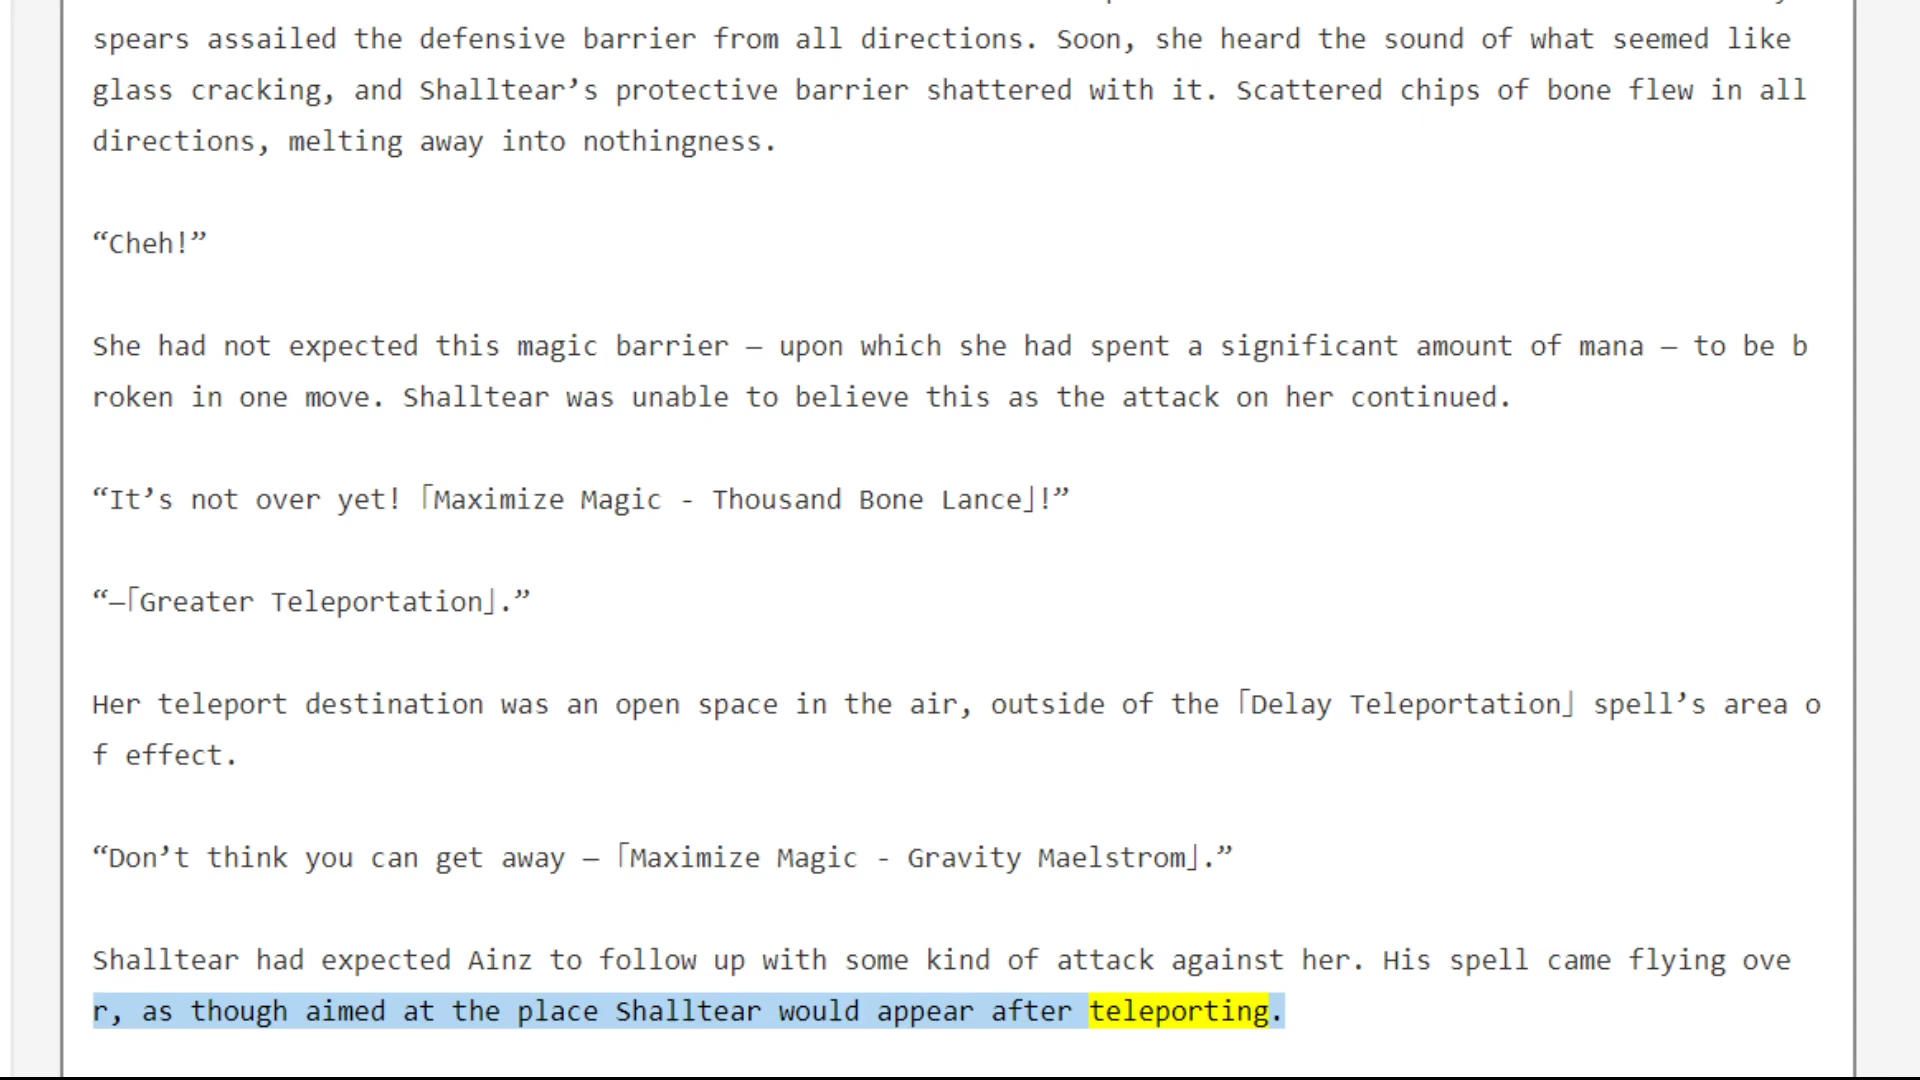 spears assailed the defensive barrier from all directions. Soon, she heard the sound of what seemed like
glass cracking, and Shalltear’s protective barrier shattered with it. Scattered chips of bone flew in all
directions, melting away into nothingness.
“Cheh!”
She had not expected this magic barrier – upon which she had spent a significant amount of mana – to be b
roken in one move. Shalltear was unable to believe this as the attack on her continued.
“It’s not over yet! ｢Maximize Magic - Thousand Bone Lance｣!”
“—｢Greater Teleportation｣.”
Her teleport destination was an open space in the air, outside of the ｢Delay Teleportation｣ spell’s area o
f effect.
“Don’t think you can get away – ｢Maximize Magic - Gravity Maelstrom｣.”
Shalltear had expected Ainz to follow up with some kind of attack against her. His spell came flying ove
r, as though aimed at the place Shalltear would appear after teleporting.